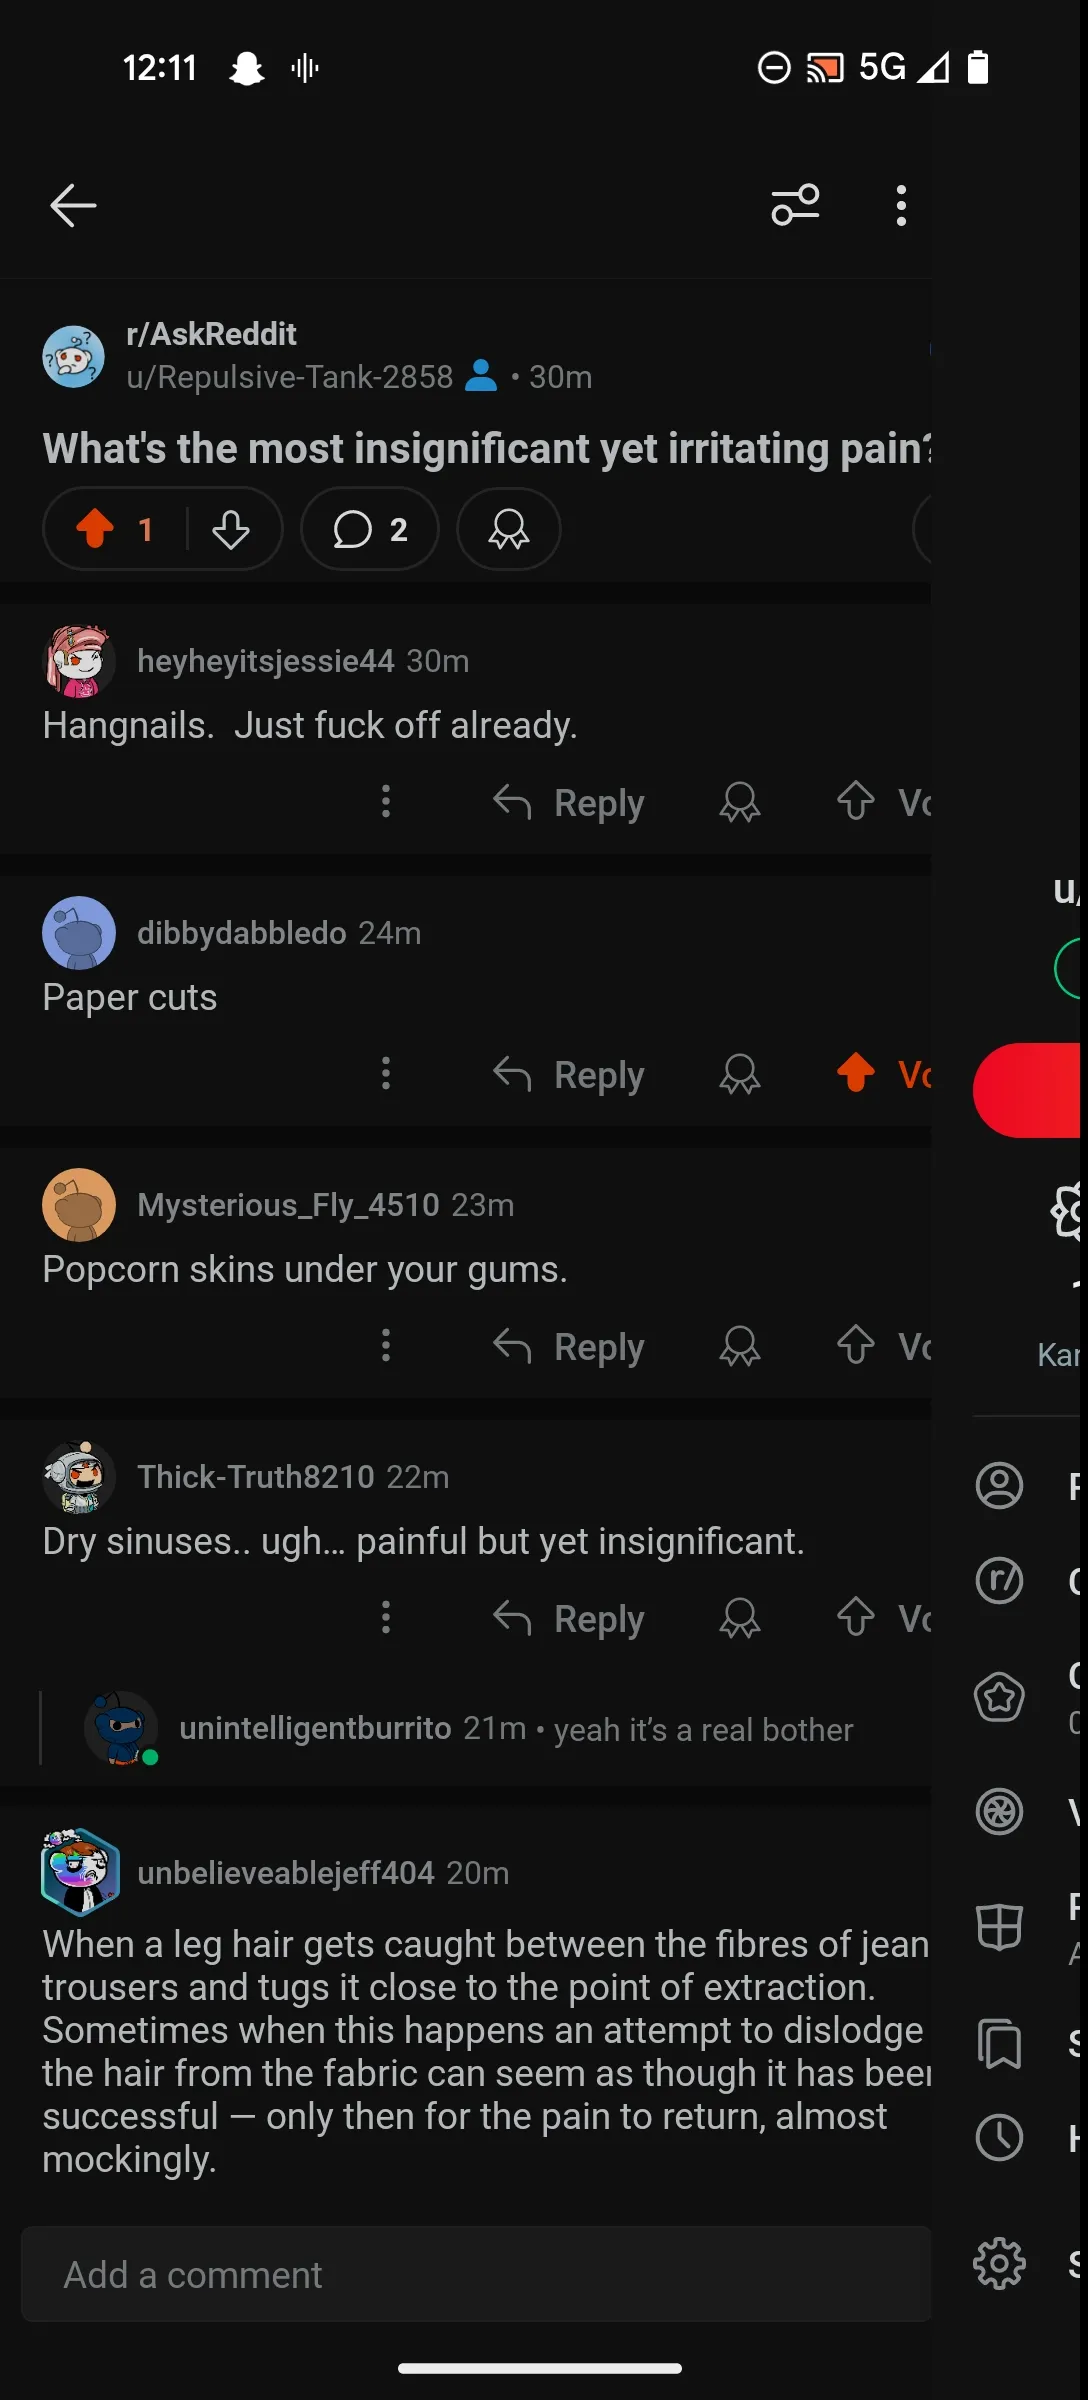 12:11
5G
r/AskReddit
u/Repulsive-Tank-2858 • 30m
What's the most insignificant yet irritating pain?
1
2
heyheyitsjessie44 30m
Hangnails.  Just fuck off already.
Reply
dibbydabbledo 24m
Paper cuts
Reply
Mysterious_Fly_4510 23m
Popcorn skins under your gums.
Reply
Thick-Truth8210 22m
Dry sinuses.. ugh... painful but yet insignificant.
Reply
unintelligentburrito 21m • yeah it's a real bother
unbelieveablejeff404 20m
When a leg hair gets caught between the fibres of jean
trousers and tugs it close to the point of extraction.
Sometimes when this happens an attempt to dislodge
the hair from the fabric can seem as though it has been
successful — only then for the pain to return, almost
mockingly.
Add a comment
u/
r/